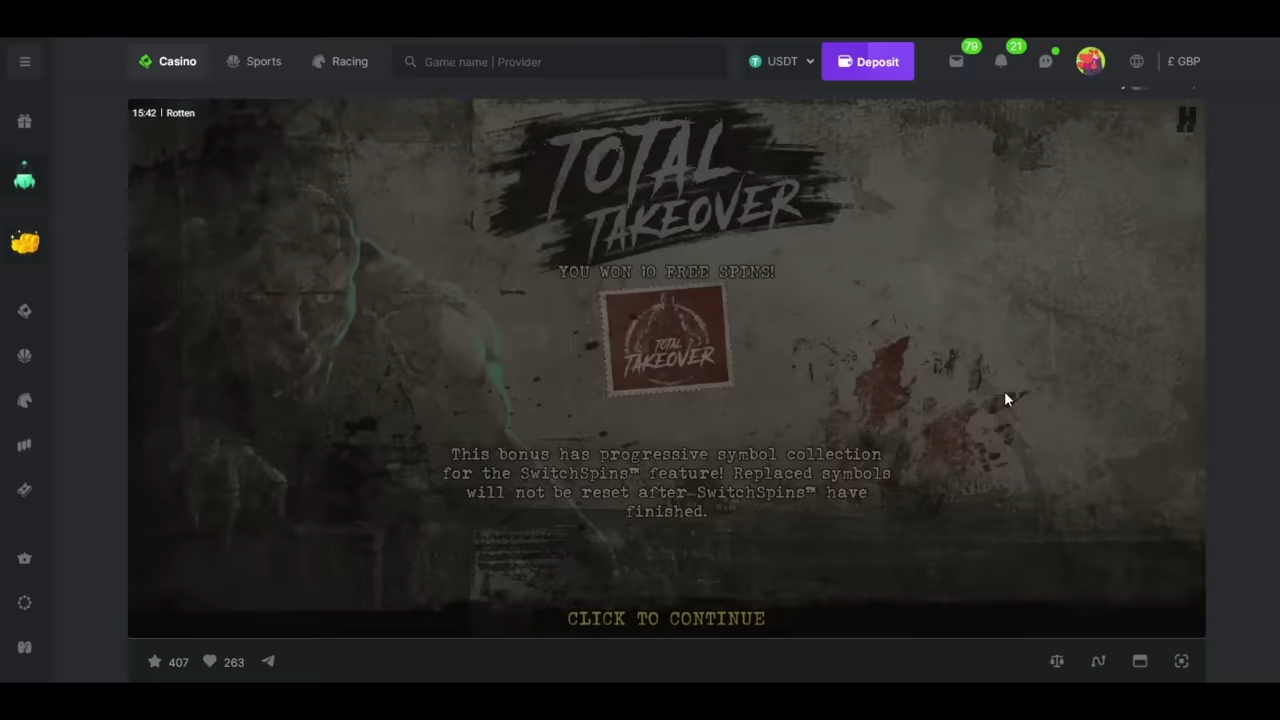 Casino
Sports
Racing
Game name | Provider
USDT
Deposit
79
21
£ GBP
15:42 | Rotten
TOTAL
TAKEOVER
YOU WON 10 FREE SPINS!
TOTAL
TAKEOVER
This bonus has progressive symbol collection
for the SwitchSpins™ feature! Replaced symbols
will not be reset after SwitchSpins™ have
finished.
CLICK TO CONTINUE
407
263